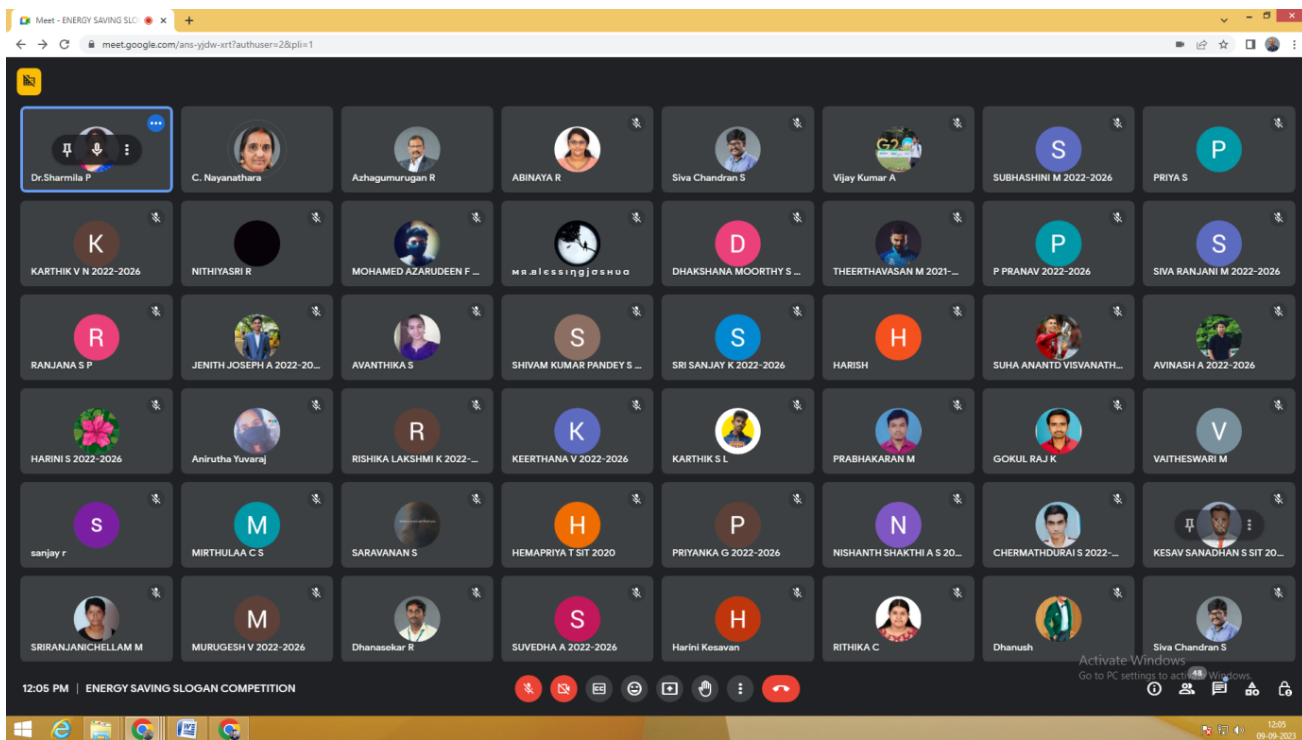 Meet - ENERGY SAVING SLO
meet.google.com/ans-yjdw-xrt?authuser=2&pli=1
Dr.Sharmila P
C. Nayanathara
Azhagumurugan R
ABINAYA R
Siva Chandran S
G20
Vijay Kumar A
S
SUBHASHINI M 2022-2026
P
PRIYA S
K
KARTHIK V N 2022-2026
NITHIYASRI R
MOHAMED AZARUDEEN F ...
MR.BlessingJOSHUA
D
DHAKSHANA MOORTHY S ...
THEERTHAVASAN M 2021-...
P
P PRANAV 2022-2026
S
SIVA RANJANI M 2022-2026
R
RANJANA S P
JENITH JOSEPH A 2022-20...
AVANTHIKA S
S
SHIVAM KUMAR PANDEY S ...
S
SRI SANJAY K 2022-2026
H
HARISH
SUHA ANANTD VISVANATH...
AVINASH A 2022-2026
HARINI S 2022-2026
Anirutha Yuvaraj
R
RISHIKA LAKSHMI K 2022-...
K
KEERTHANA V 2022-2026
KARTHIK S L
PRABHAKARAN M
GOKUL RAJ K
V
VAITHESWARI M
s
sanjay r
M
MIRTHULAA C S
SARAVANAN S
H
HEMAPRIYA T SIT 2020
P
PRIYANKA G 2022-2026
N
NISHANTH SHAKTHI A S 20...
CHERMATHDURAI S 2022-...
KESAV SANADHAN S SIT 20...
SRIRANJANICHELLAM M
M
MURUGESH V 2022-2026
Dhanasekar R
S
SUVEDHA A 2022-2026
H
Harini Kesavan
RITHIKA C
Dhanush
Siva Chandran S
Activate Windows
Go to PC settings to activate Windows.
12:05 PM | ENERGY SAVING SLOGAN COMPETITION
48
12:05
09-09-2023